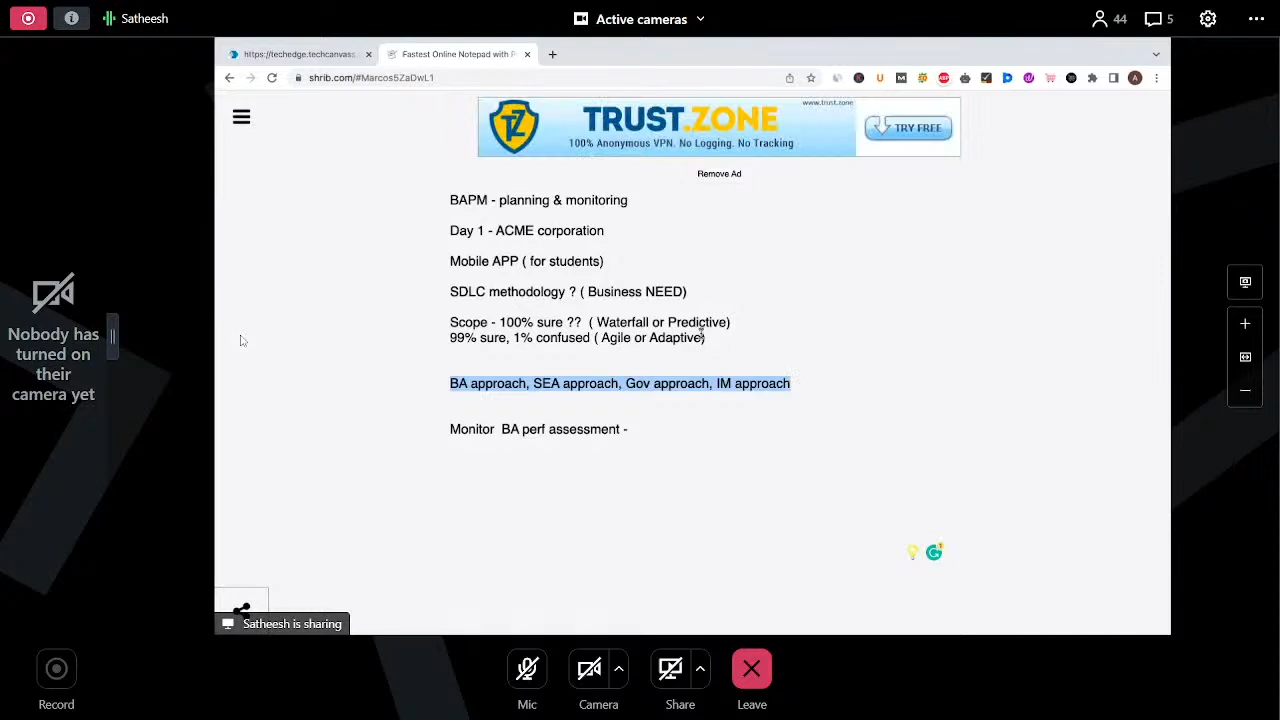 Satheesh
Active cameras
44
5
https://techedge.techcanvass
Fastest Online Notepad with P
shrib.com/#Marcos5ZaDwL1
A
TRUST.ZONE
www.trust.zone
100% Anonymous VPN. No Logging. No Tracking
TRY FREE
Remove Ad
BAPM - planning & monitoring
Day 1 - ACME corporation
Mobile APP ( for students)
SDLC methodology ? ( Business NEED)
Scope - 100% sure ?? ( Waterfall or Predictive)
99% sure, 1% confused ( Agile or Adaptive)
BA approach, SEA approach, Gov approach, IM approach
Monitor BA perf assessment -
Nobody has
turned on
their
camera yet
Satheesh is sharing
Record
Mic
Camera
Share
Leave